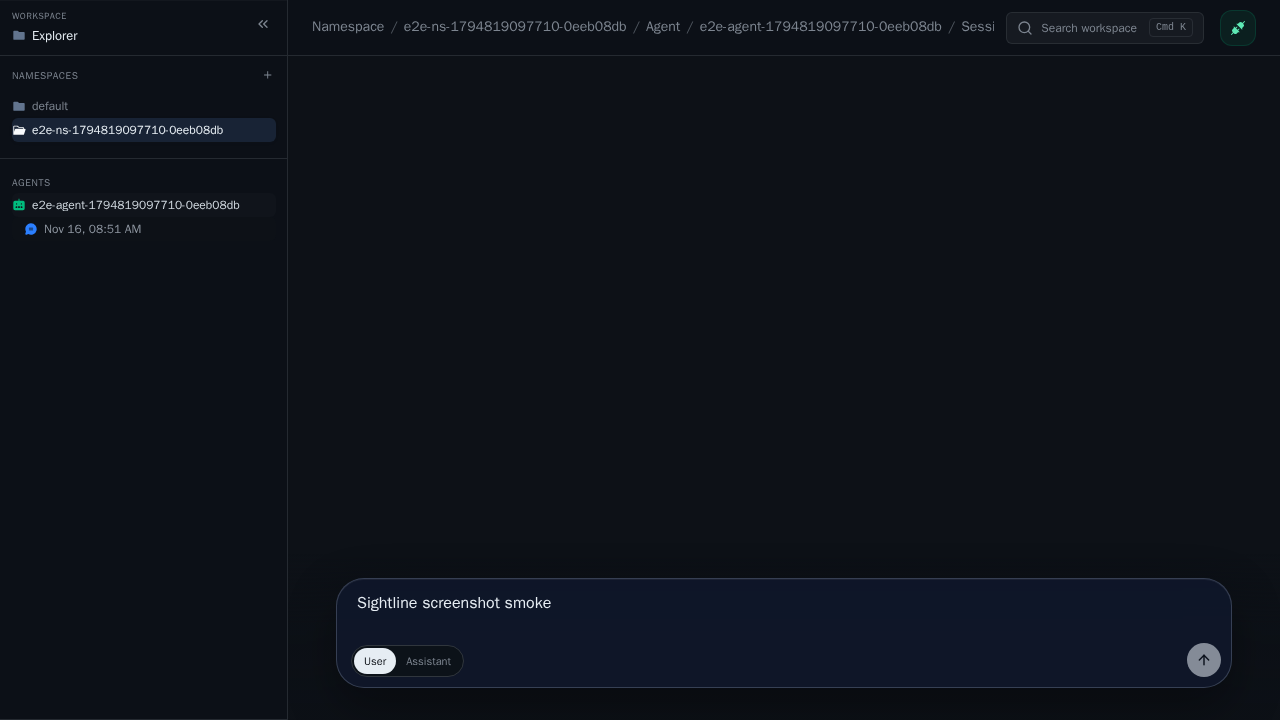 WORKSPACE
Explorer
NAMESPACES
default
e2e-ns-1794819097710-0eeb08db
AGENTS
e2e-agent-1794819097710-0eeb08db
Nov 16, 08:51 AM
Namespace / e2e-ns-1794819097710-0eeb08db / Agent / e2e-agent-1794819097710-0eeb08db / Sessi
Search workspace Cmd K
Sightline screenshot smoke
User Assistant